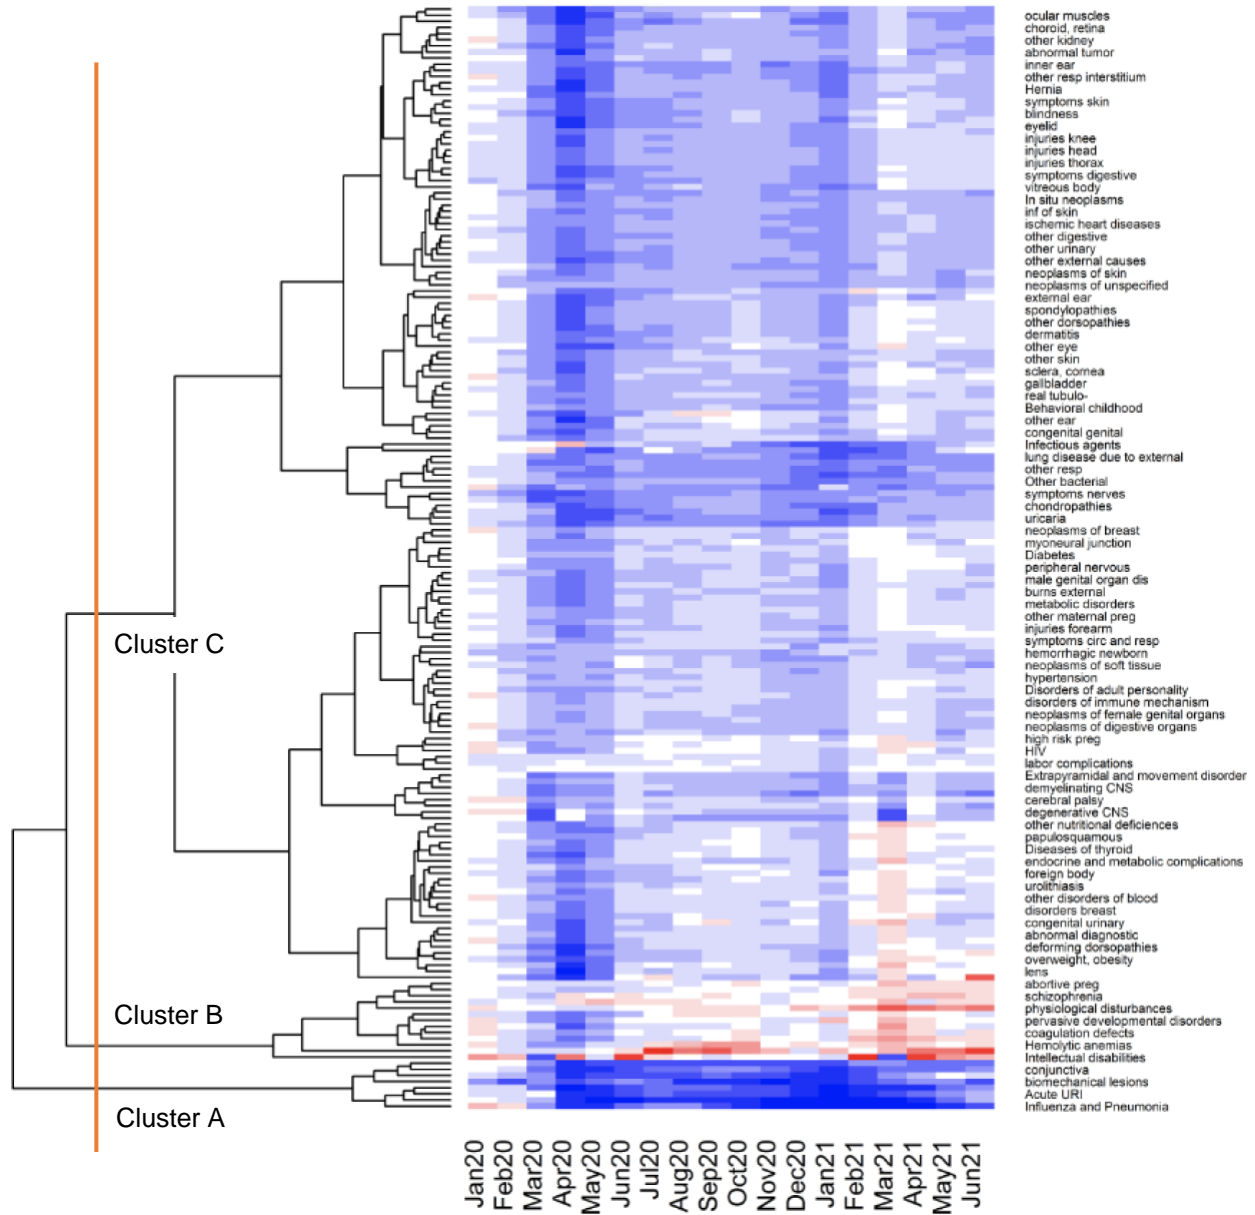 ocular muscles
choroid, retina
other kidney
abnormal tumor
inner ear
other resp interstitium
Hernia
symptoms skin
blindness
eyelid
injuries knee
injuries head
injuries thorax
symptoms digestive
vitreous body
In situ neoplasms
inf of skin
ischemic heart diseases
other digestive
other urinary
other external causes
neoplasms of skin
neoplasms of unspecified
external ear
spondylopathies
other dorsopathies
dermatitis
other eye
other skin
sclera, cornea
gallbladder
real tubulo-
Behavioral childhood
other ear
congenital genital
Infectious agents
lung disease due to external
other resp
Other bacterial
symptoms nerves
chondropathies
uricaria
neoplasms of breast
myoneural junction
Diabetes
peripheral nervous
male genital organ dis
burns external
metabolic disorders
other maternal preg
injuries forearm
symptoms circ and resp
hemorrhagic newborn
neoplasms of soft tissue
hypertension
Disorders of adult personality
disorders of immune mechanism
neoplasms of female genital organs
neoplasms of digestive organs
high risk preg
HIV
labor complications
Extrapyramidal and movement disorder
demyelinating CNS
cerebral palsy
degenerative CNS
other nutritional deficiences
papulosquamous
Diseases of thyroid
endocrine and metabolic complications
foreign body
urolithiasis
other disorders of blood
disorders breast
congenital urinary
abnormal diagnostic
deforming dorsopathies
overweight, obesity
lens
abortive preg
schizophrenia
physiological disturbances
pervasive developmental disorders
coagulation defects
Hemolytic anemias
Intellectual disabilities
conjunctiva
biomechanical lesions
Acute URI
Influenza and Pneumonia
Cluster C
Cluster B
Cluster A
Jan20
Feb20
Mar20
Apr20
May20
Jun20
Jul20
Aug20
Sep20
Oct20
Nov20
Dec20
Jan21
Feb21
Mar21
Apr21
May21
Jun21